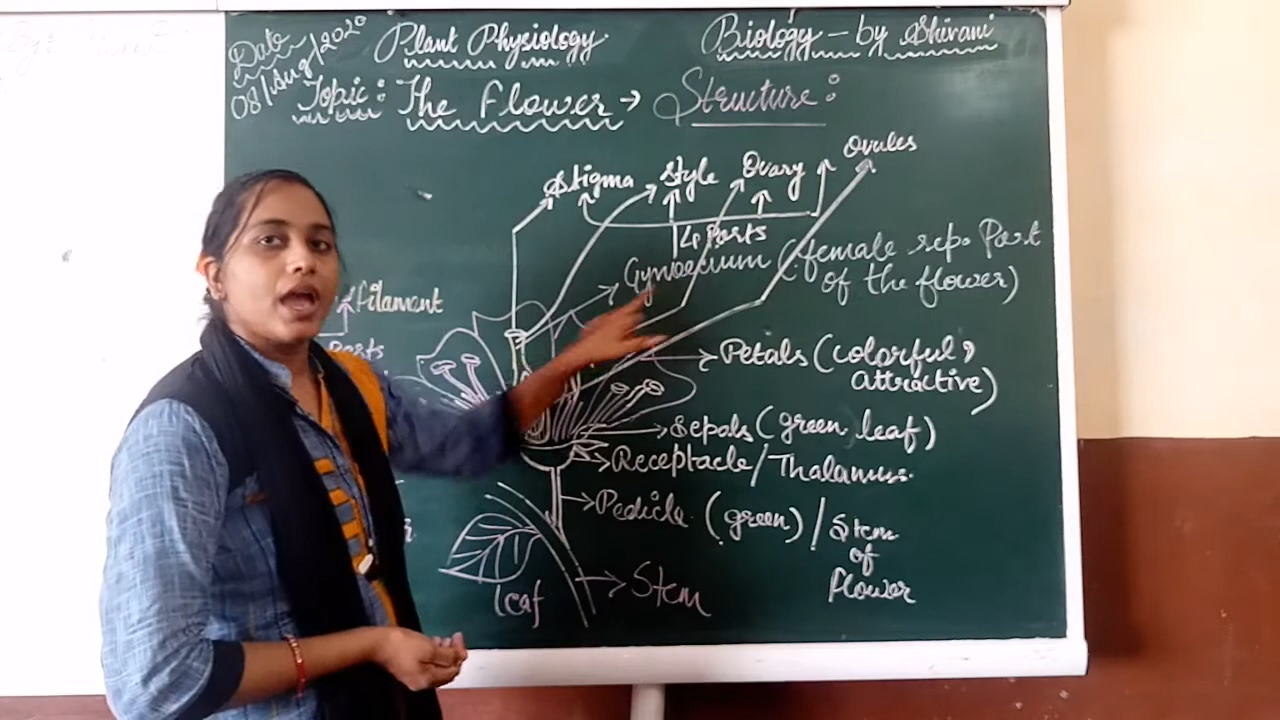 Date
08/Aug/2020
Plant Physiology
Biology - by Shivani
Topic: The Flower → Structure:
Stigma Style Ovary Ovules
4 Parts
Gynoecium (female rep. Part
of the flower)
filament
Parts
Petals (colorful,
attractive)
Sepals (green leaf)
Receptacle/Thalamus.
Pedicle (green) / Stem
of
flower
leaf
Stem